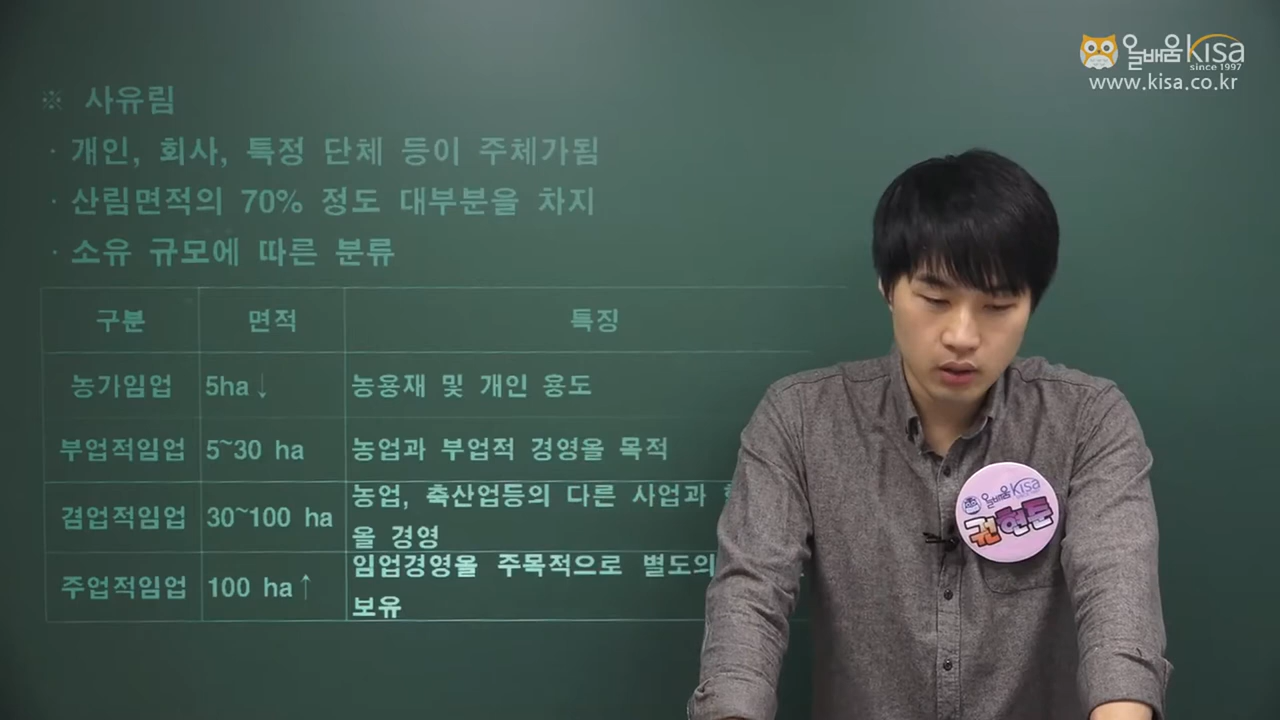 올배움kisa
since 1997
www.kisa.co.kr
※ 사유림
· 개인, 회사, 특정 단체 등이 주체가됨
· 산림면적의 70% 정도 대부분을 차지
· 소유 규모에 따른 분류
구분 면적 특징
농가임업 5ha↓ 농용재 및 개인 용도
부업적임업 5~30 ha 농업과 부업적 경영을 목적
겸업적임업 30~100 ha 농업, 축산업등의 다른 사업과
을 경영
주업적임업 100 ha↑ 임업경영을 주목적으로 별도의
보유
올배움kisa
권현준